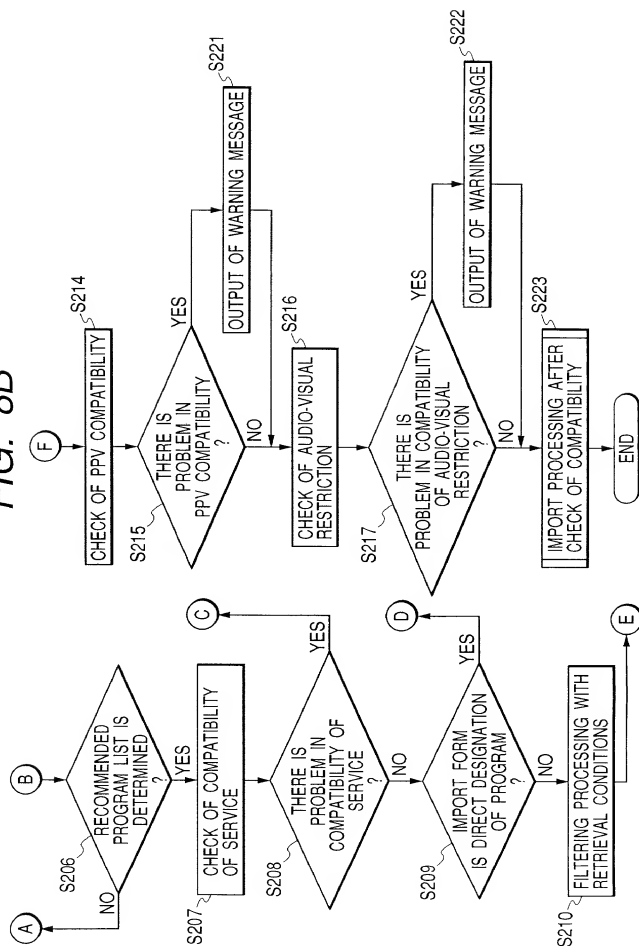 FIG. 8B
B
A
NO
S206
RECOMMENDED
PROGRAM LIST IS
DETERMINED
?
YES
S207
CHECK OF COMPATIBILITY
OF SERVICE
S208
THERE IS
PROBLEM IN
COMPATIBILITY OF
SERVICE
?
YES
C
NO
S209
IMPORT FORM
IS DIRECT DESIGNATION
OF PROGRAM
?
YES
D
NO
S210
FILTERING PROCESSING WITH
RETRIEVAL CONDITIONS
E
F
S214
CHECK OF PPV COMPATIBILITY
S215
THERE IS
PROBLEM IN
PPV COMPATIBILITY
?
YES
S221
OUTPUT OF WARNING MESSAGE
NO
S216
CHECK OF AUDIO-VISUAL
RESTRICTION
S217
THERE IS
PROBLEM IN COMPATIBILITY
OF AUDIO-VISUAL
RESTRICTION
?
YES
S222
OUTPUT OF WARNING MESSAGE
NO
S223
IMPORT PROCESSING AFTER
CHECK OF COMPATIBILITY
END